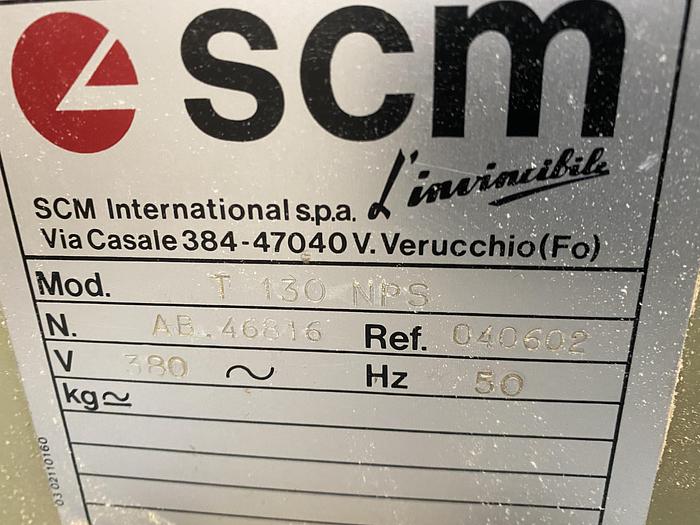 scm
L'invincibile
SCM International s.p.a.
Via Casale 384-47040 V. Verucchio (Fo)
Mod. T 130 NPS
N. AB.46816 Ref. 040602
V 380 ~ Hz 50
kg≃
03 02110160